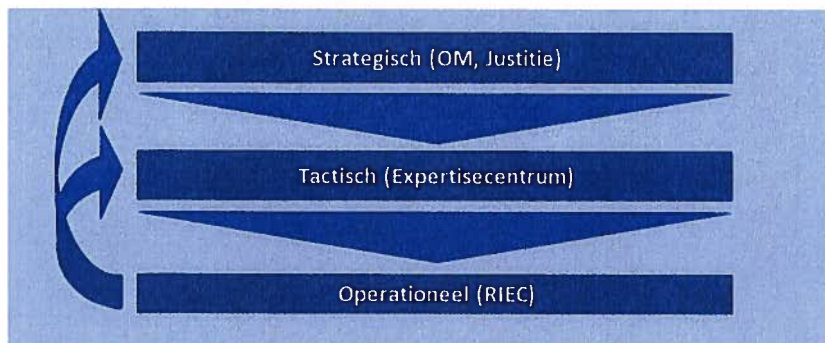 Strategisch (OM, Justitie)
Tactisch (Expertisecentrum)
Operationeel (RIEC)